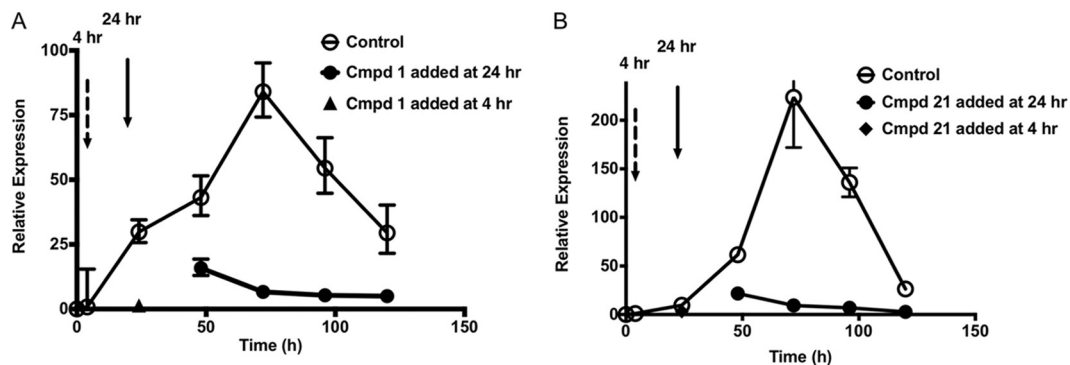 A
4 hr
24 hr
Control
Cmpd 1 added at 24 hr
Cmpd 1 added at 4 hr
Relative Expression
100
75
50
25
0
0 50 100 150
Time (h)
B
4 hr
24 hr
Control
Cmpd 21 added at 24 hr
Cmpd 21 added at 4 hr
Relative Expression
200
150
100
50
0
0 50 100 150
Time (h)